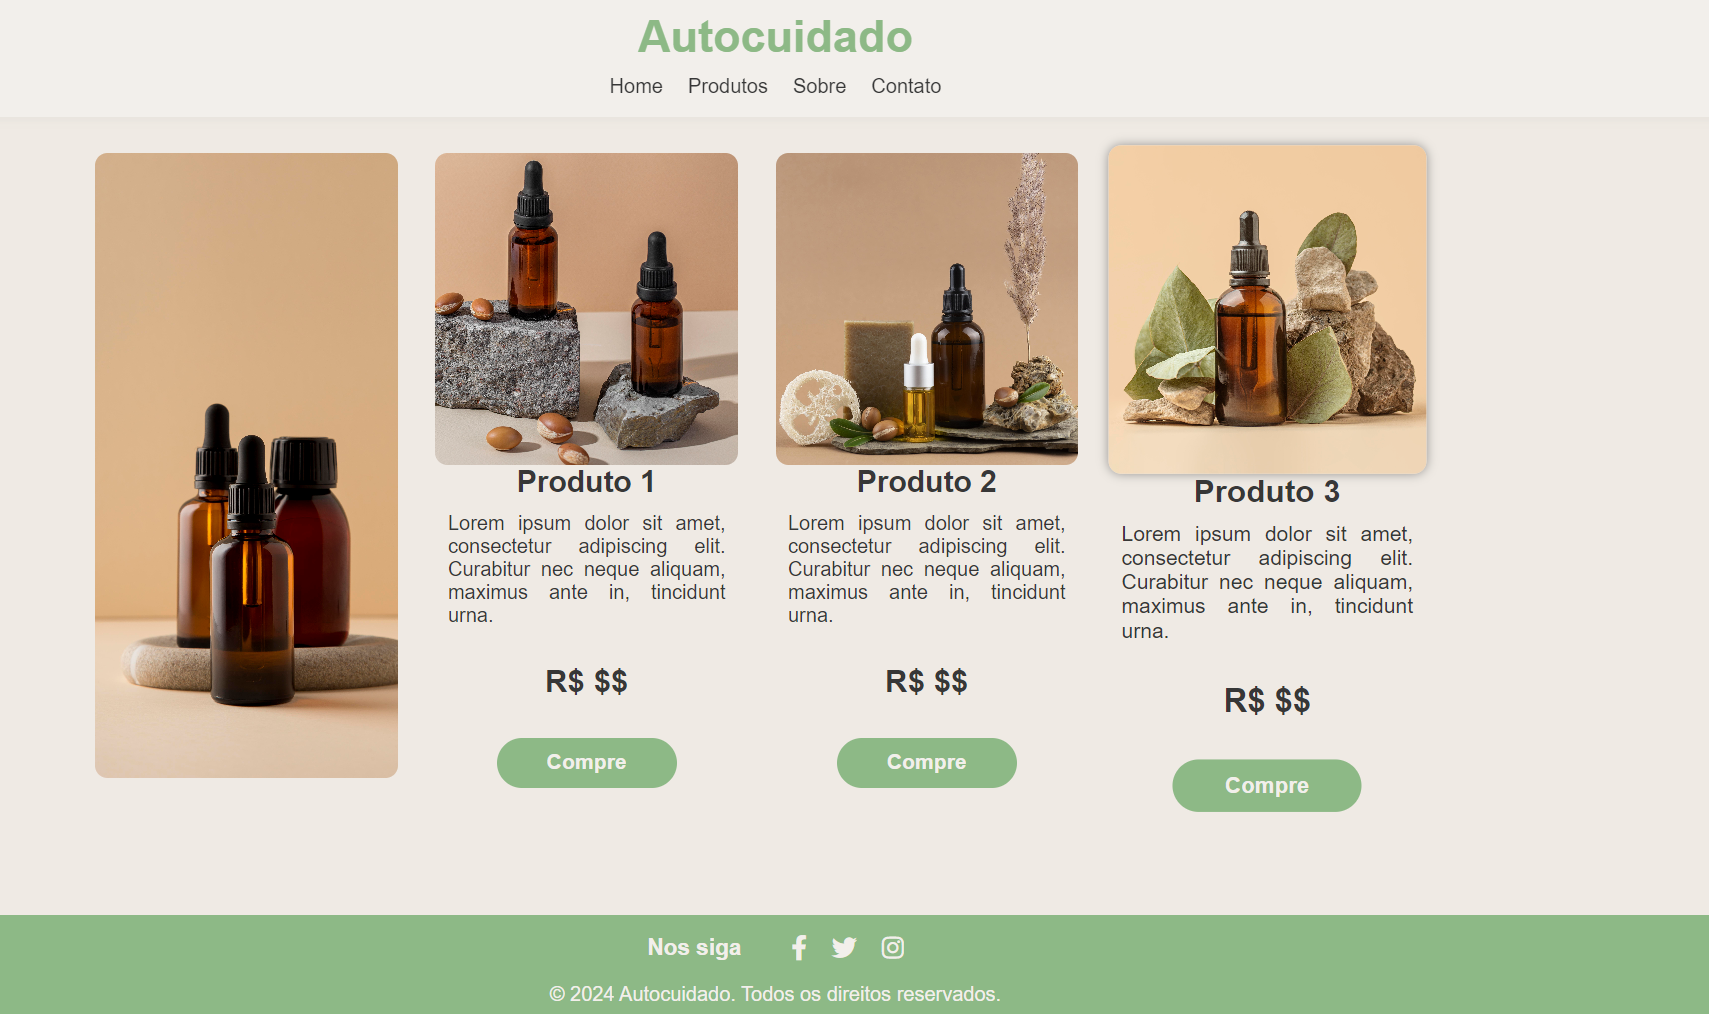 Autocuidado
Home Produtos Sobre Contato
Produto 1
Lorem ipsum dolor sit amet,
consectetur adipiscing elit.
Curabitur nec neque aliquam,
maximus ante in, tincidunt
urna.
R$ $$
Compre
Produto 2
Lorem ipsum dolor sit amet,
consectetur adipiscing elit.
Curabitur nec neque aliquam,
maximus ante in, tincidunt
urna.
R$ $$
Compre
Produto 3
Lorem ipsum dolor sit amet,
consectetur adipiscing elit.
Curabitur nec neque aliquam,
maximus ante in, tincidunt
urna.
R$ $$
Compre
Nos siga
© 2024 Autocuidado. Todos os direitos reservados.